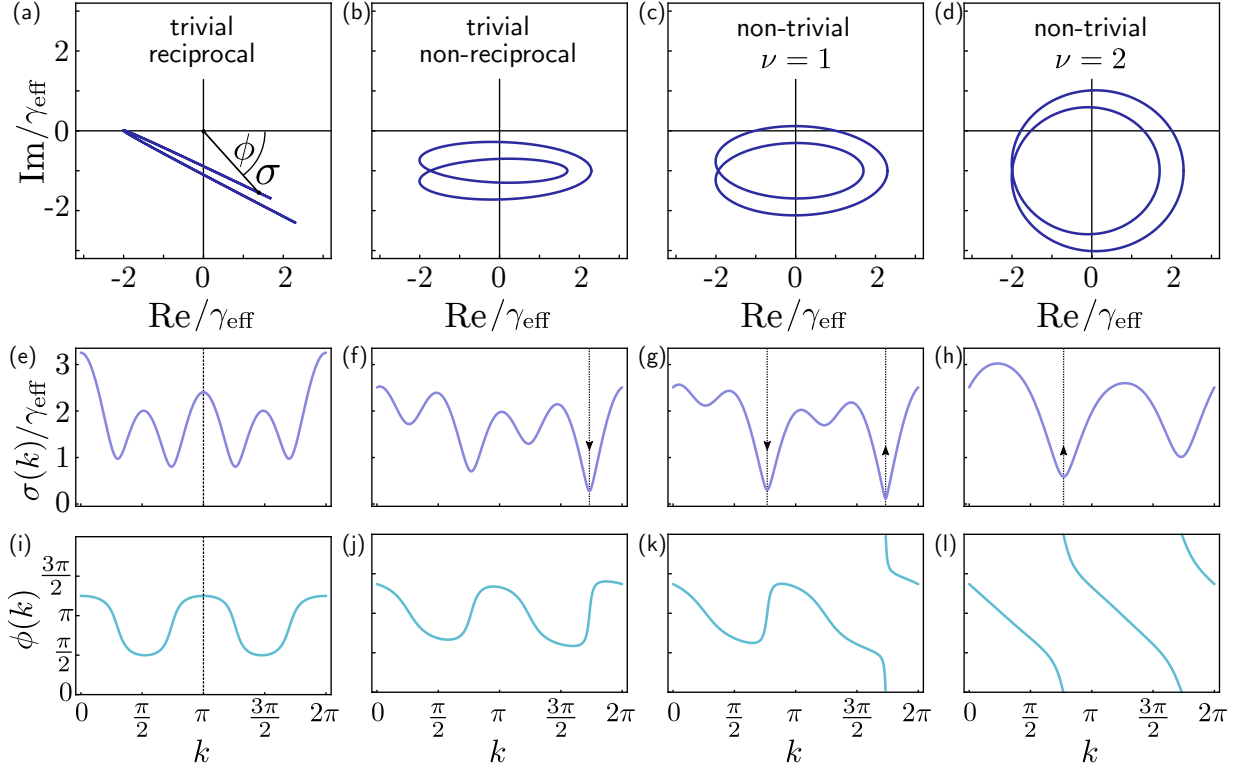 (a) (b) (c) (d)
trivial trivial non-trivial non-trivial
reciprocal non-reciprocal ν = 1 ν = 2
Im/γeff
2
0
-2
ϕ
σ
-2 0 2 -2 0 2 -2 0 2 -2 0 2
Re/γeff Re/γeff Re/γeff Re/γeff
(e) (f) (g) (h)
σ(k)/γeff
3
2
1
0
(i) (j) (k) (l)
ϕ(k)
3π/2
π
π/2
0
0 π/2 π 3π/2 2π 0 π/2 π 3π/2 2π 0 π/2 π 3π/2 2π 0 π/2 π 3π/2 2π
k k k k